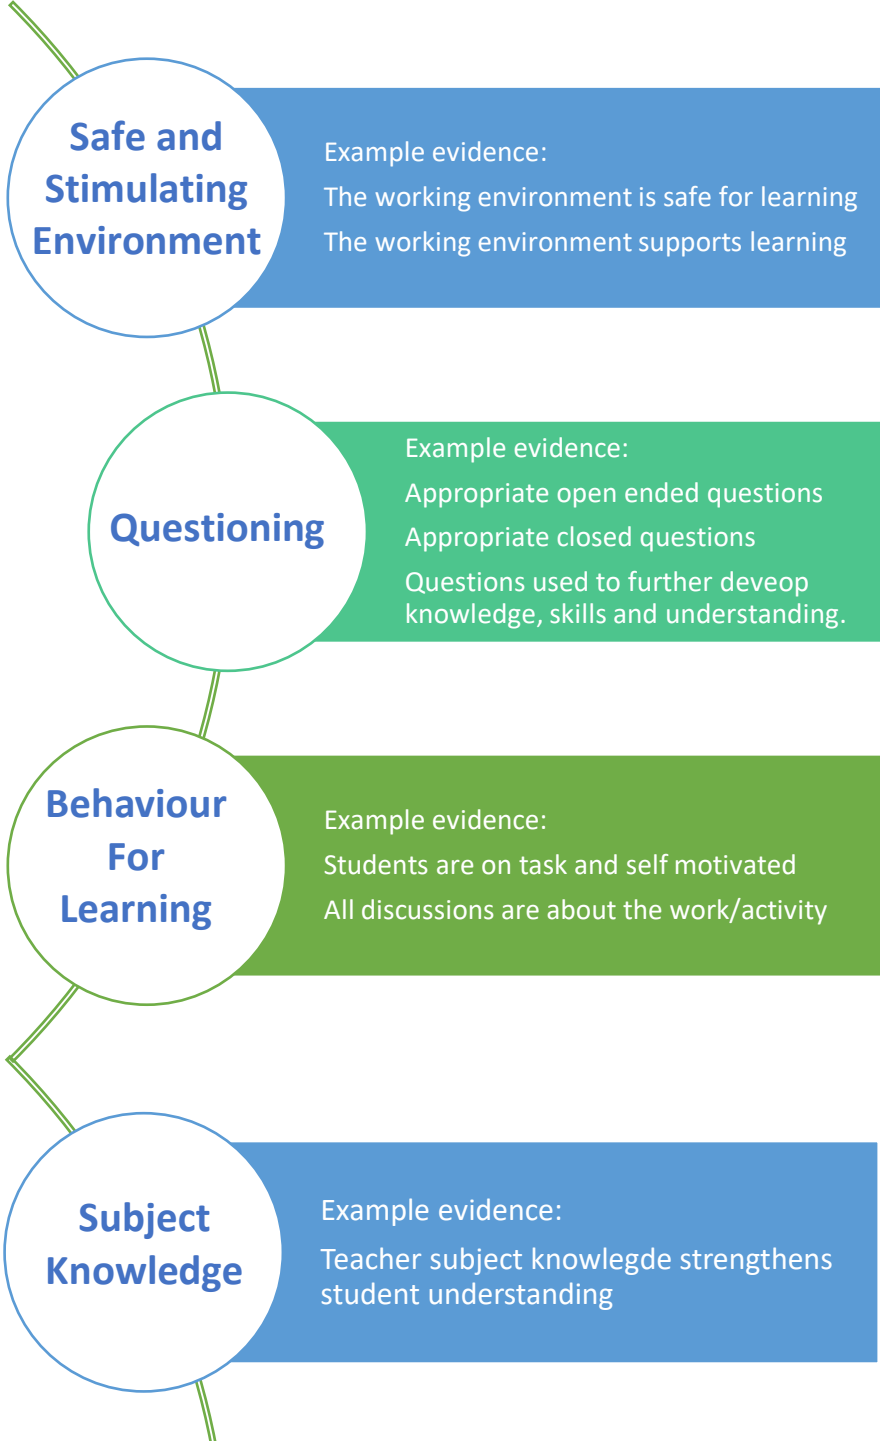 Safe and
Stimulating
Environment
Example evidence:
The working environment is safe for learning
The working environment supports learning
Questioning
Example evidence:
Appropriate open ended questions
Appropriate closed questions
Questions used to further deveop
knowledge, skills and understanding.
Behaviour
For
Learning
Example evidence:
Students are on task and self motivated
All discussions are about the work/activity
Subject
Knowledge
Example evidence:
Teacher subject knowlegde strengthens
student understanding